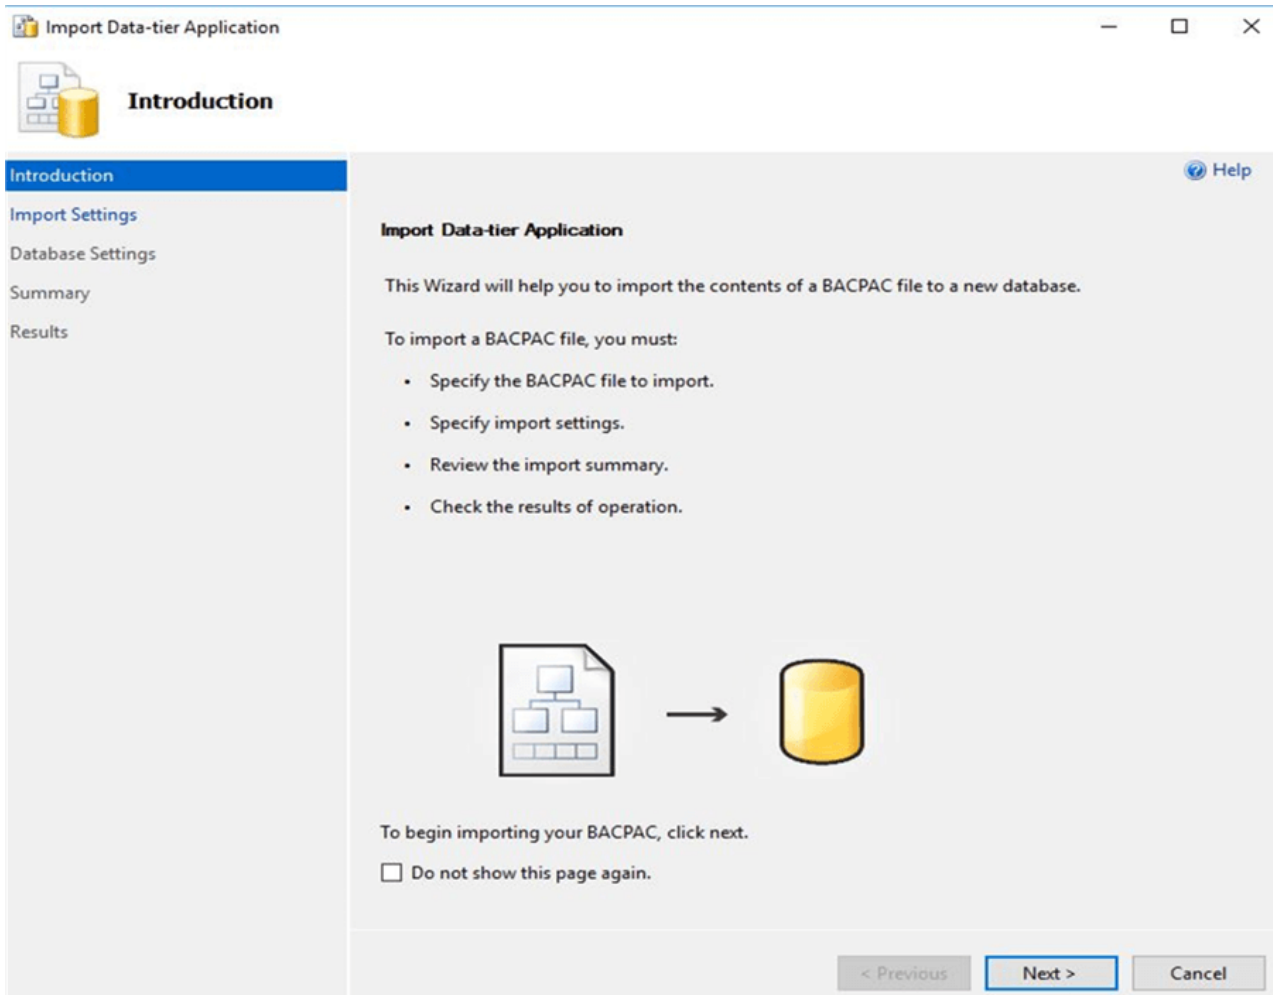 Import Data-tier Application
Introduction
Introduction
Import Settings
Database Settings
Summary
Results
Help
Import Data-tier Application
This Wizard will help you to import the contents of a BACPAC file to a new database.
To import a BACPAC file, you must:
• Specify the BACPAC file to import.
• Specify import settings.
• Review the import summary.
• Check the results of operation.
To begin importing your BACPAC, click next.
Do not show this page again.
< Previous
Next >
Cancel